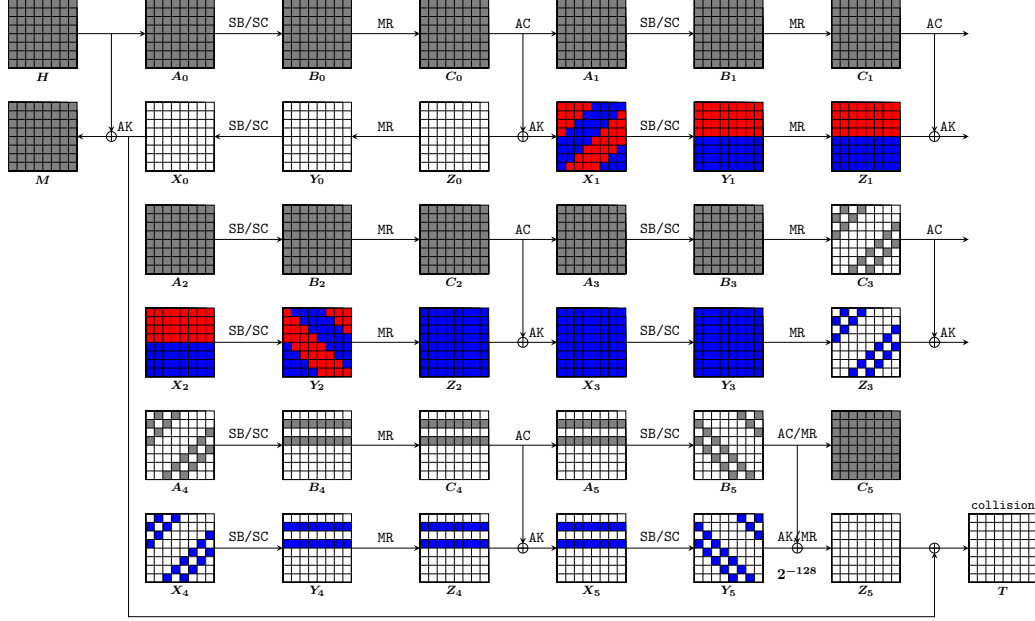 SB/SC MR AC SB/SC MR AC
H A₀ B₀ C₀ A₁ B₁ C₁
AK SB/SC MR AK SB/SC MR AK
M X₀ Y₀ Z₀ X₁ Y₁ Z₁
SB/SC MR AC SB/SC MR AC
A₂ B₂ C₂ A₃ B₃ C₃
SB/SC MR AK SB/SC MR AK
X₂ Y₂ Z₂ X₃ Y₃ Z₃
SB/SC MR AC SB/SC AC/MR
A₄ B₄ C₄ A₅ B₅ C₅
collision
SB/SC MR AK SB/SC AK/MR
2⁻¹²⁸
X₄ Y₄ Z₄ X₅ Y₅ Z₅ T